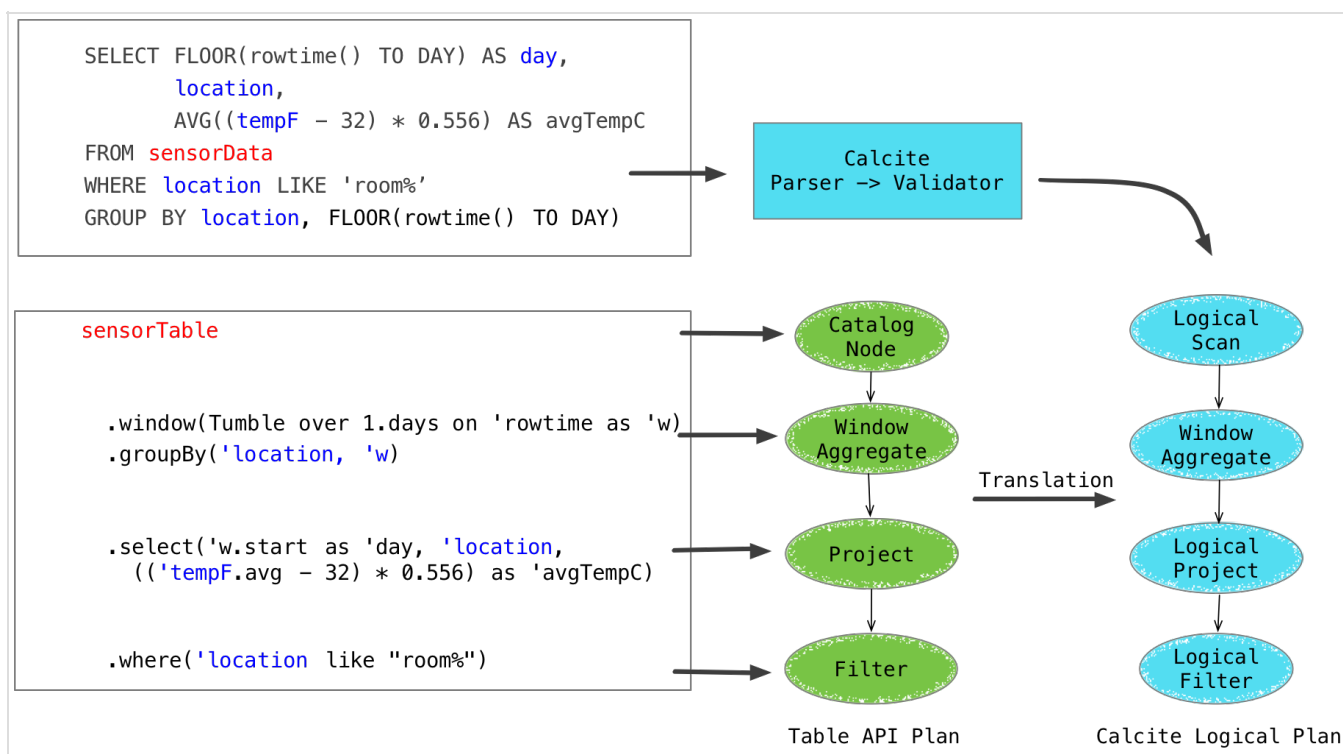 SELECT FLOOR(rowtime() TO DAY) AS day,
location,
AVG((tempF – 32) * 0.556) AS avgTempC
FROM sensorData
WHERE location LIKE 'room%’
GROUP BY location, FLOOR(rowtime() TO DAY)
Calcite
Parser –> Validator
sensorTable
.window(Tumble over 1.days on 'rowtime as 'w)
.groupBy('location, 'w)
.select('w.start as 'day, 'location,
(('tempF.avg – 32) * 0.556) as 'avgTempC)
.where('location like "room%")
Catalog
Node
Window
Aggregate
Project
Filter
Table API Plan
Translation
Logical
Scan
Window
Aggregate
Logical
Project
Logical
Filter
Calcite Logical Plan